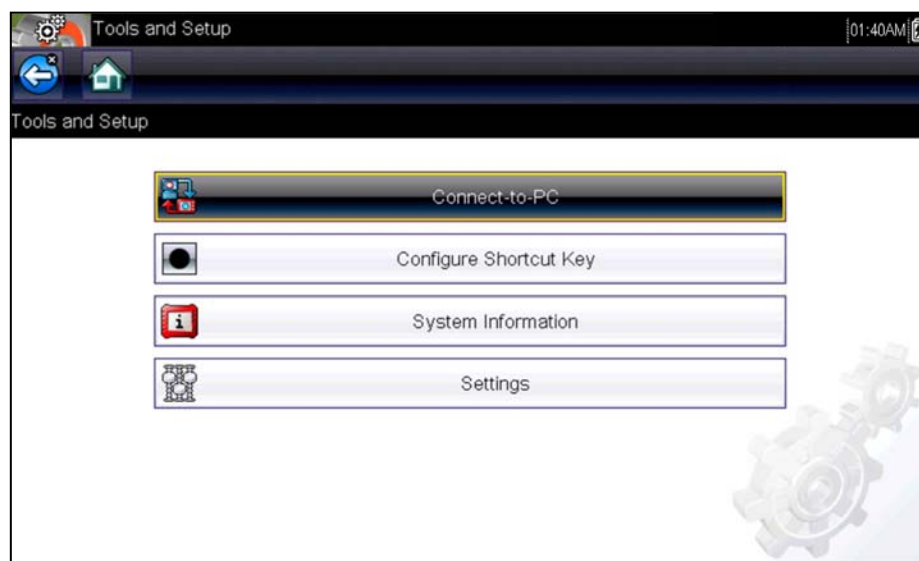 Tools and Setup 01:40AM
Tools and Setup
Connect-to-PC
Configure Shortcut Key
i System Information
Settings